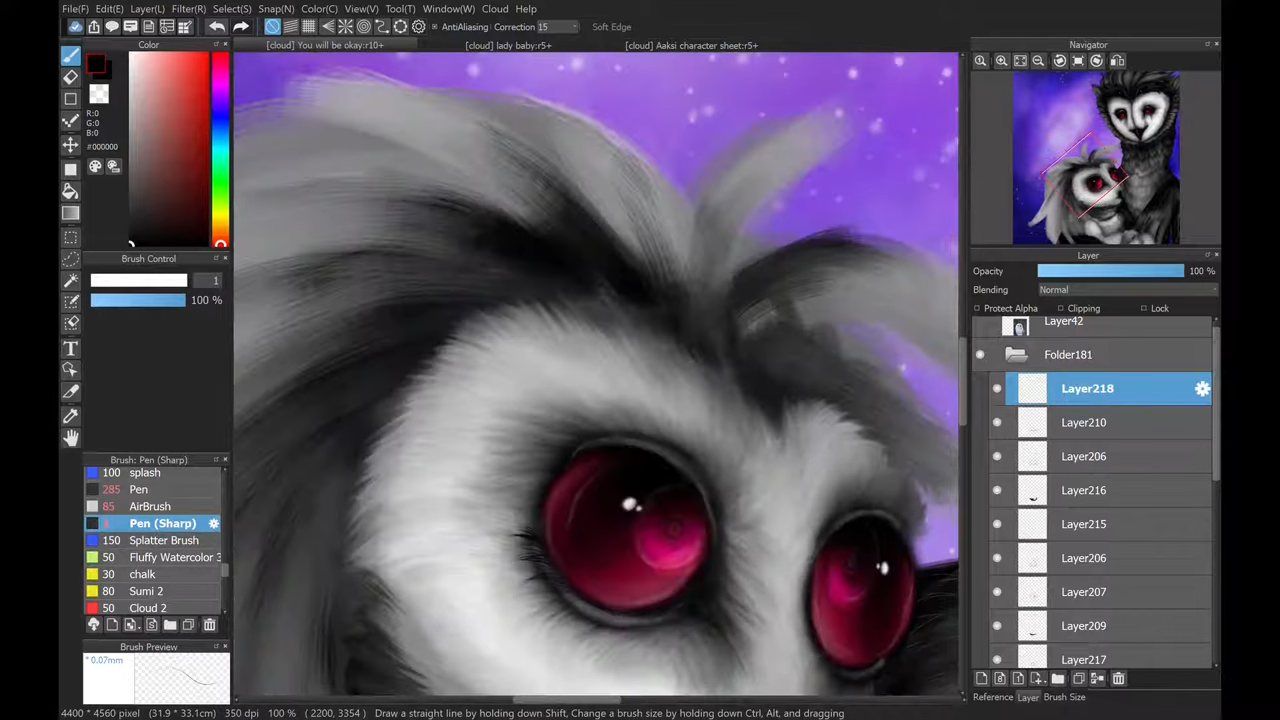 File(F) Edit(E) Layer(L) Filter(R) Select(S) Snap(N) Color(C) View(V) Tool(T) Window(W) Cloud Help
AntiAliasing Correction 15 Soft Edge
Color
[cloud] You will be okay:r10+ [cloud] lady baby:r5+ [cloud] Aaksi character sheet:r5+
Navigator
R:0
G:0
B:0
#000000
Brush Control
1
100 %
Layer
Opacity 100 %
Blending Normal
Protect Alpha Clipping Lock
Layer42
Folder181
Layer218
Layer210
Layer206
Layer216
Layer215
Layer206
Layer207
Layer209
Layer217
Reference Layer Brush Size
Brush: Pen (Sharp)
100 splash
285 Pen
85 AirBrush
Pen (Sharp)
150 Splatter Brush
50 Fluffy Watercolor 3
30 chalk
80 Sumi 2
50 Cloud 2
Brush Preview
* 0.07mm
4400 * 4560 pixel (31.9 * 33.1cm) 350 dpi 100 % ( 2200, 3354 ) Draw a straight line by holding down Shift, Change a brush size by holding down Ctrl, Alt, and dragging